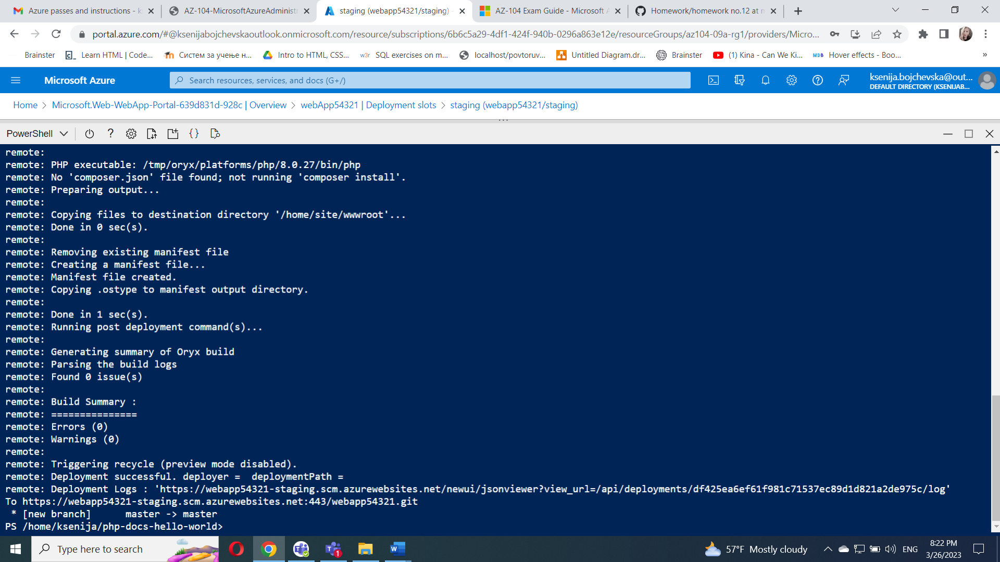 Azure passes and instructions - k
AZ-104-MicrosoftAzureAdministr
staging (webapp54321/staging)
AZ-104 Exam Guide - Microsoft A
Homework/homework no.12 at m
portal.azure.com/#@ksenijabojchevskaoutlook.onmicrosoft.com/resource/subscriptions/6b6c5a29-4df1-424f-940b-0296a863e12e/resourceGroups/az104-09a-rg1/providers/Micro...
Brainster
Learn HTML | Code...
Систем за учење н...
Intro to HTML, CSS...
w3r SQL exercises on m...
localhost/povtoruv...
Untitled Diagram.dr...
Brainster
(1) Kina - Can We Ki...
MDB Hover effects - Boo...
»
Microsoft Azure
Search resources, services, and docs (G+/)
ksenija.bojchevska@out...
DEFAULT DIRECTORY (KSENIJAB...
Home > Microsoft.Web-WebApp-Portal-639d831d-928c | Overview > webApp54321 | Deployment slots > staging (webapp54321/staging)
PowerShell
remote:
remote: PHP executable: /tmp/oryx/platforms/php/8.0.27/bin/php
remote: No 'composer.json' file found; not running 'composer install'.
remote: Preparing output...
remote:
remote: Copying files to destination directory '/home/site/wwwroot'...
remote: Done in 0 sec(s).
remote:
remote: Removing existing manifest file
remote: Creating a manifest file...
remote: Manifest file created.
remote: Copying .ostype to manifest output directory.
remote:
remote: Done in 1 sec(s).
remote: Running post deployment command(s)...
remote:
remote: Generating summary of Oryx build
remote: Parsing the build logs
remote: Found 0 issue(s)
remote:
remote: Build Summary :
remote: ===============
remote: Errors (0)
remote: Warnings (0)
remote:
remote: Triggering recycle (preview mode disabled).
remote: Deployment successful. deployer =  deploymentPath =
remote: Deployment Logs : 'https://webapp54321-staging.scm.azurewebsites.net/newui/jsonviewer?view_url=/api/deployments/df425ea6ef61f981c71537ec89d1d821a2de975c/log'
To https://webapp54321-staging.scm.azurewebsites.net:443/webapp54321.git
 * [new branch]      master -> master
PS /home/ksenija/php-docs-hello-world>
Type here to search
1
57°F Mostly cloudy
ENG
8:22 PM
3/26/2023